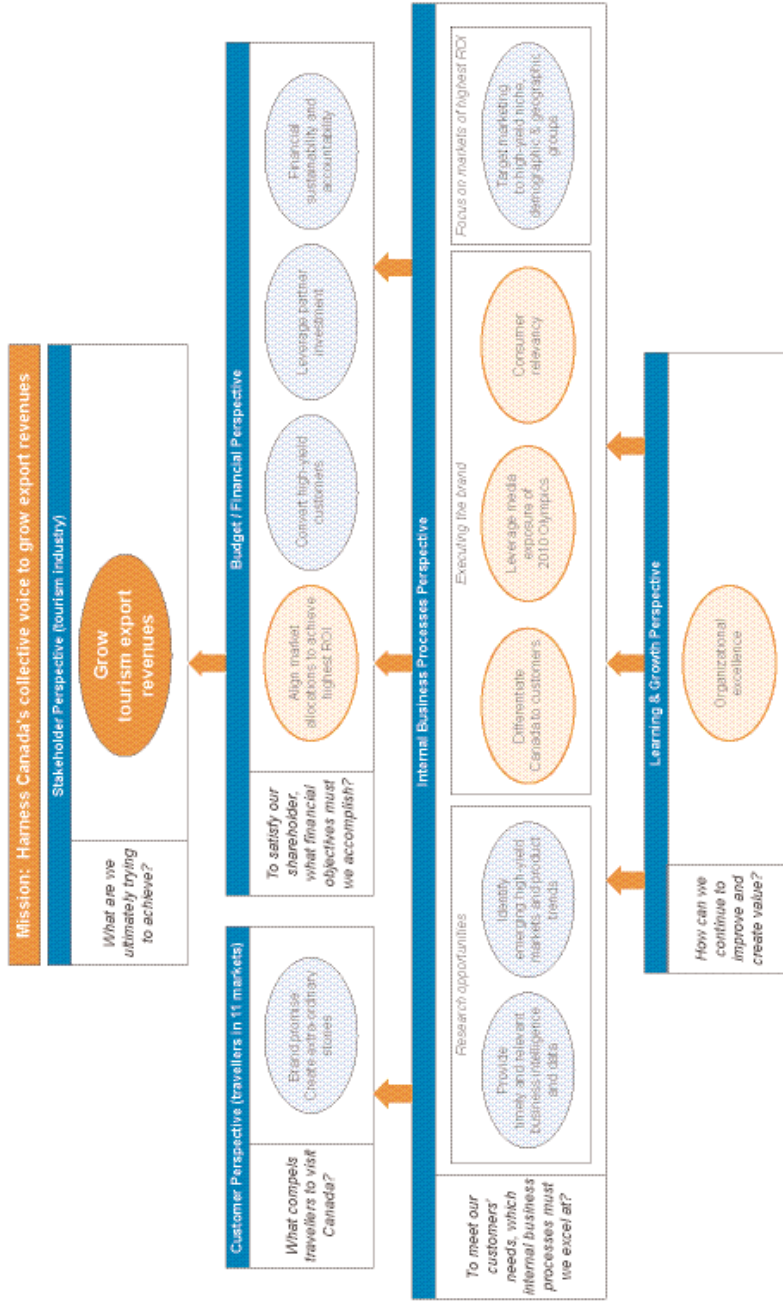 Mission: Harness Canada's collective voice to grow export revenues
Stakeholder Perspective (tourism industry)
What are we
ultimately trying
to achieve?
Grow
tourism export
revenues
Customer Perspective (travellers in 11 markets)
What compels
travellers to visit
Canada?
Brand promise
Create extra-ordinary
stories
Budget / Financial Perspective
To satisfy our
shareholder,
what financial
objectives must
we accomplish?
Align market
allocations to achieve
highest ROI
Convert high-yield
customers
Leverage partner
investment
Financial
sustainability and
accountability
Internal Business Processes Perspective
To meet our
customers'
needs, which
internal business
processes must
we excel at?
Research opportunities
Provide
timely and relevant
business intelligence
and data
Identify
emerging high-yield
markets and product
trends
Executing the brand
Differentiate
Canada to customers
Leverage media
exposure of
2010 Olympics
Consumer
relevancy
Focus on markets of highest ROI
Target marketing
to high-yield niche,
demographic & geographic
groups
Learning & Growth Perspective
How can we
continue to
improve and
create value?
Organizational
excellence